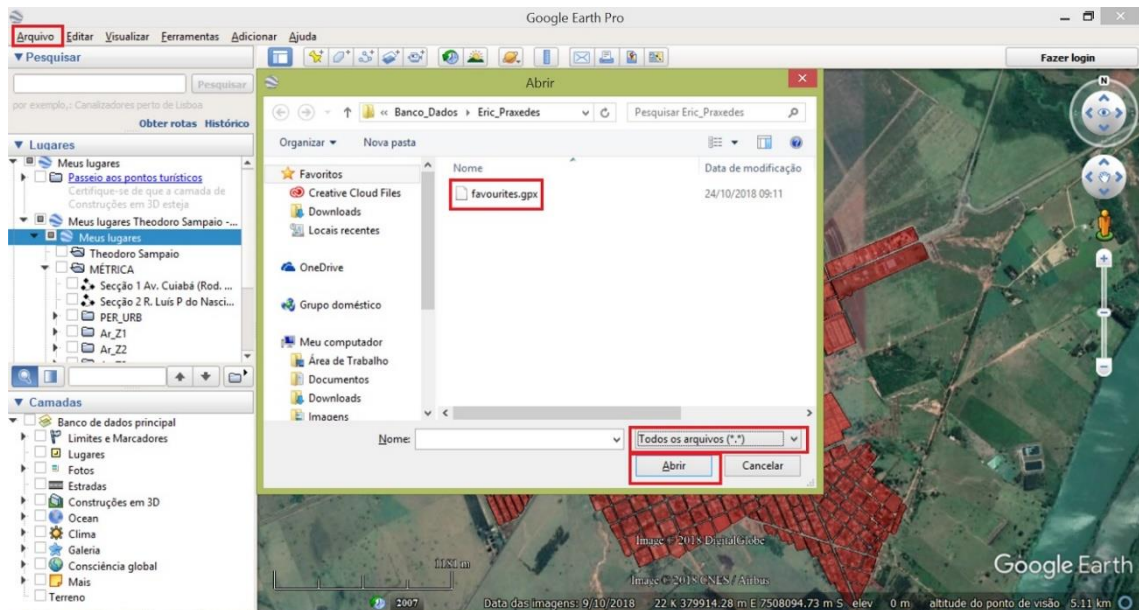 Google Earth Pro
Arquivo Editar Visualizar Ferramentas Adicionar Ajuda
Pesquisar
Fazer login
Pesquisar
por exemplo,: Canalizadores perto de Lisboa
Obter rotas Histórico
Lugares
Meus lugares
Passeio aos pontos turísticos
Certifique-se de que a camada de
Construções em 3D esteja
Meus lugares Theodoro Sampaio -...
Meus lugares
Theodoro Sampaio
MÉTRICA
Secção 1 Av. Cuiabá (Rod. ...
Secção 2 R. Luís P do Nasci...
PER_URB
Ar_Z1
Ar_Z2
Camadas
Banco de dados principal
Limites e Marcadores
Lugares
Fotos
Estradas
Construções em 3D
Ocean
Clima
Galeria
Consciência global
Mais
Terreno
Abrir
« Banco_Dados Eric_Praxedes
Pesquisar Eric_Praxedes
Organizar Nova pasta
Favoritos
Creative Cloud Files
Downloads
Locais recentes
OneDrive
Grupo doméstico
Meu computador
Área de Trabalho
Documentos
Downloads
Imagens
Nome Data de modificação
favourites.gpx 24/10/2018 09:11
Nome:
Todos os arquivos (*.*)
Abrir Cancelar
N
Image © 2018 DigitalGlobe
Image © 2018 CNES / Airbus
1181 m
Google Earth
2007 Data das imagens: 9/10/2018 22 K 379914.28 m E 7508094.73 m S elev 0 m altitude do ponto de visão 5.11 km